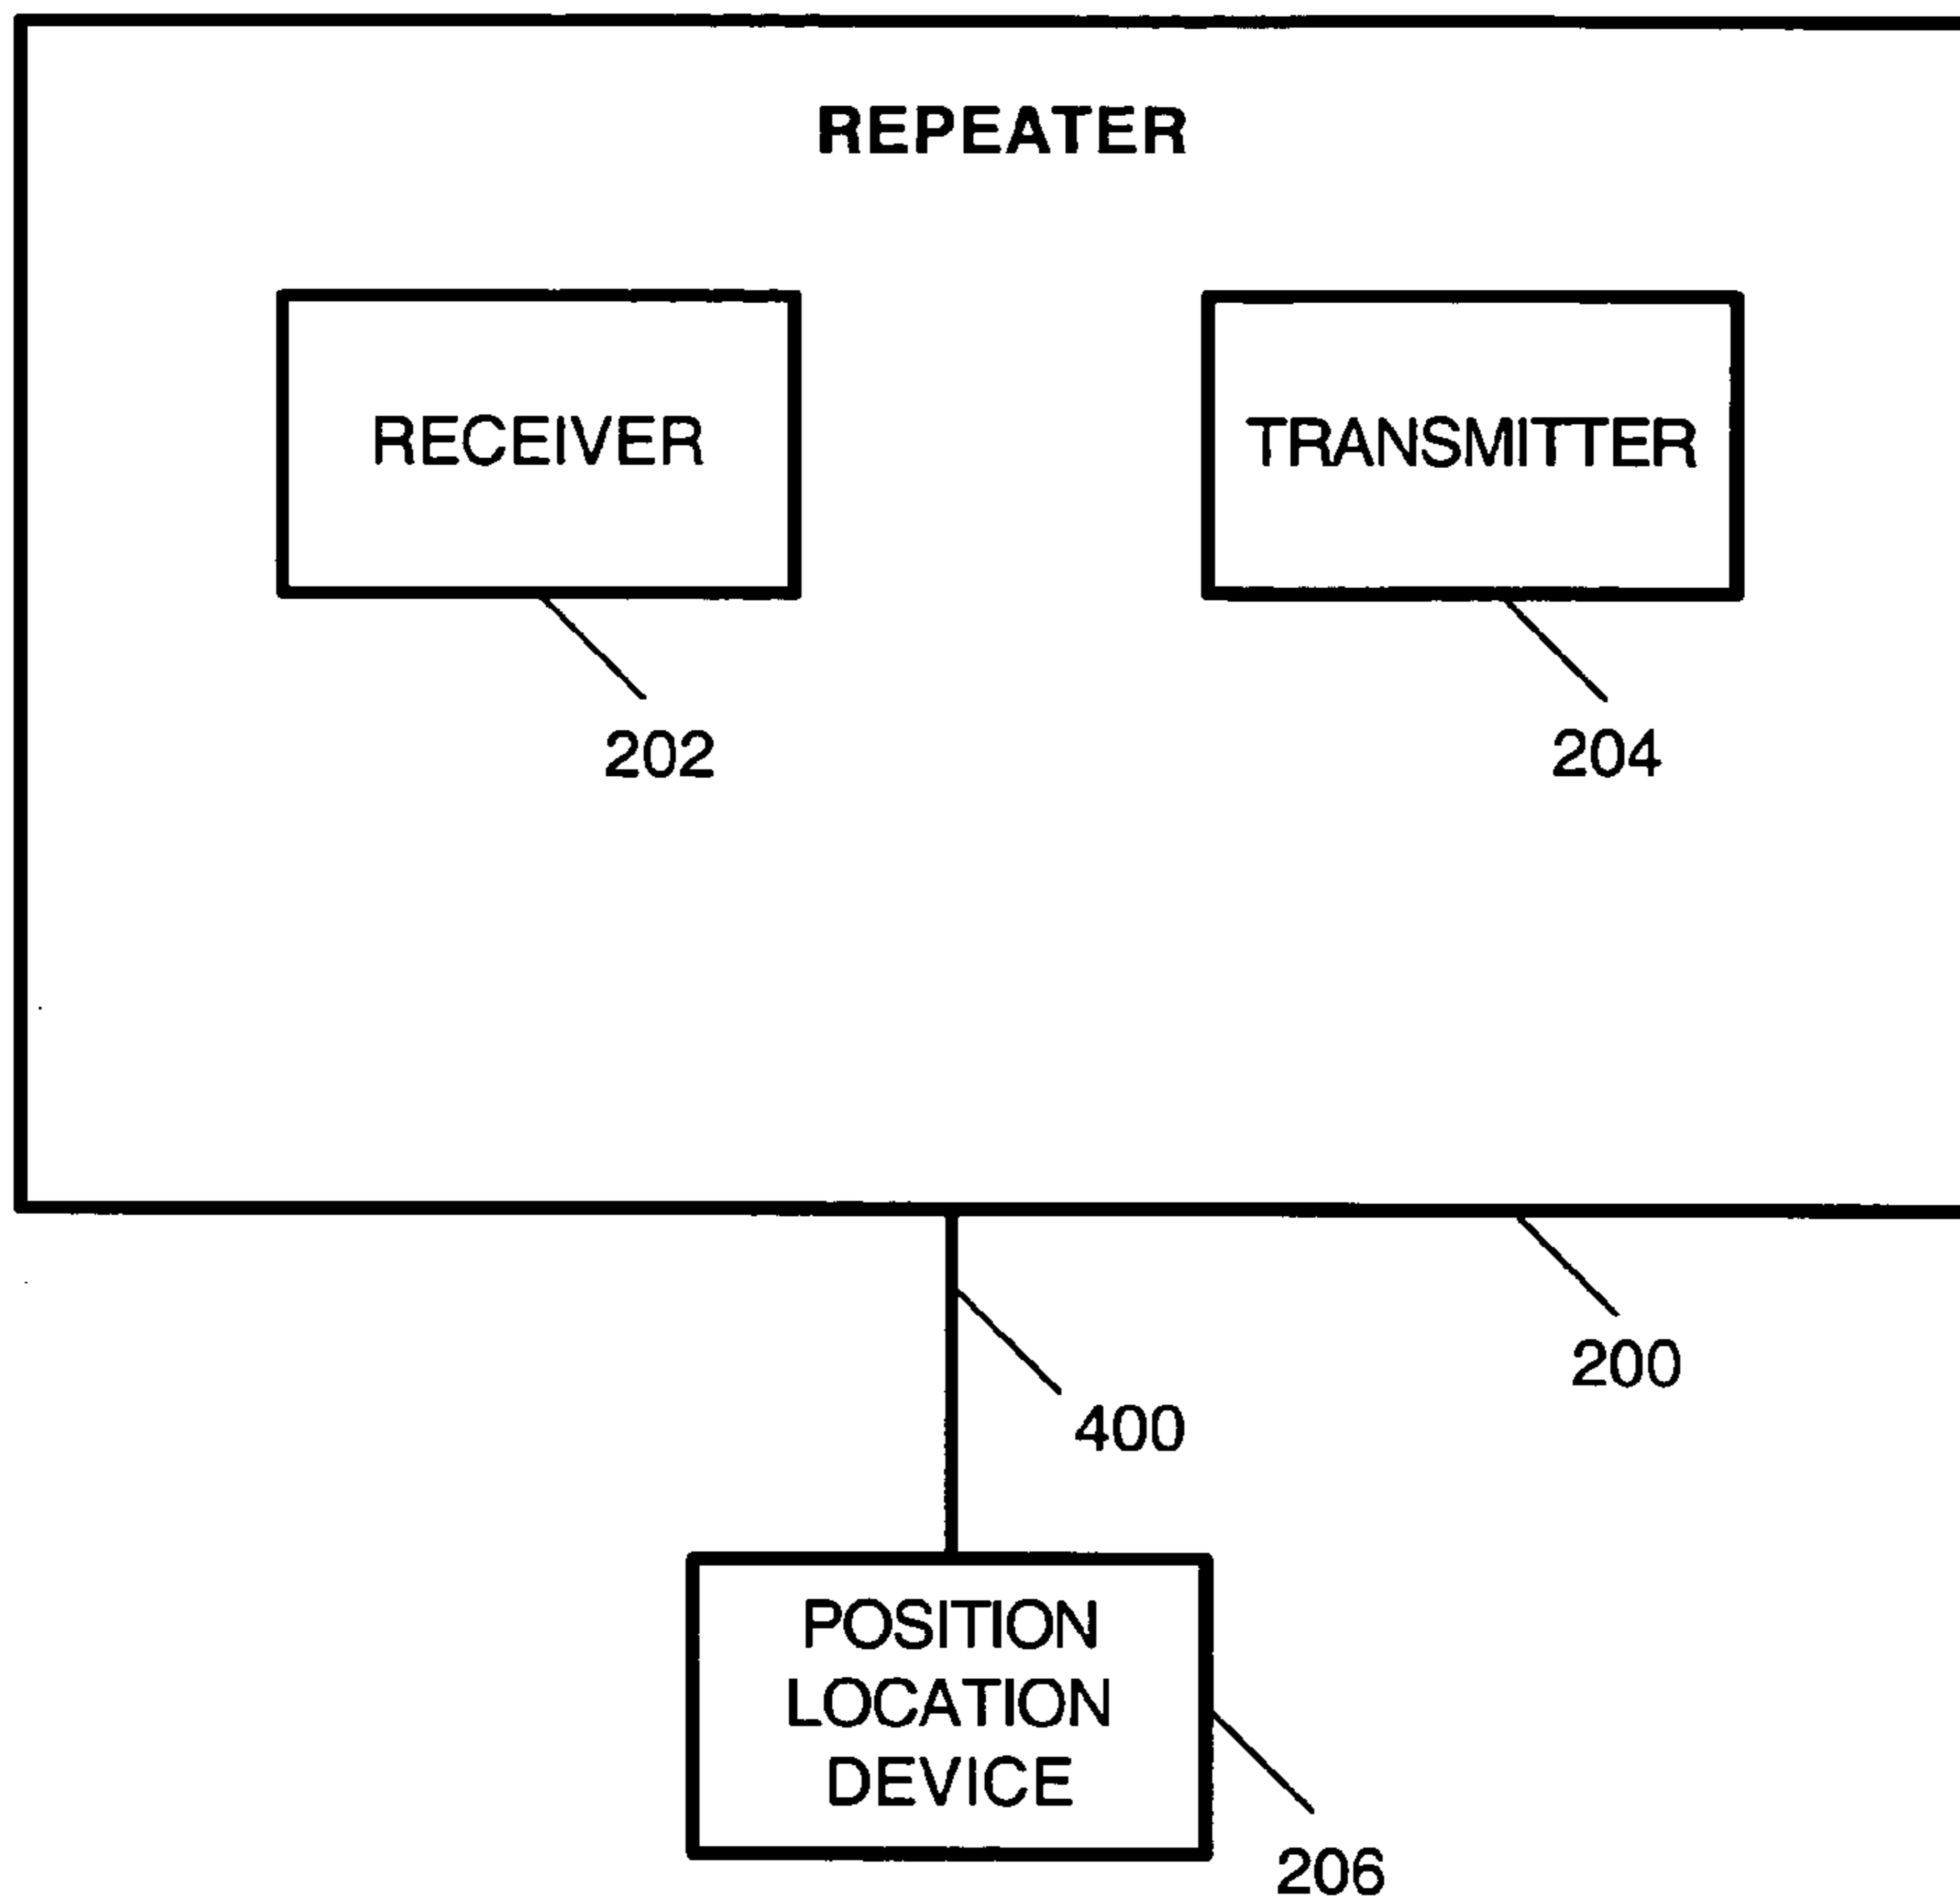 REPEATER
RECEIVER
TRANSMITTER
202
204
200
400
POSITION
LOCATION
DEVICE
206